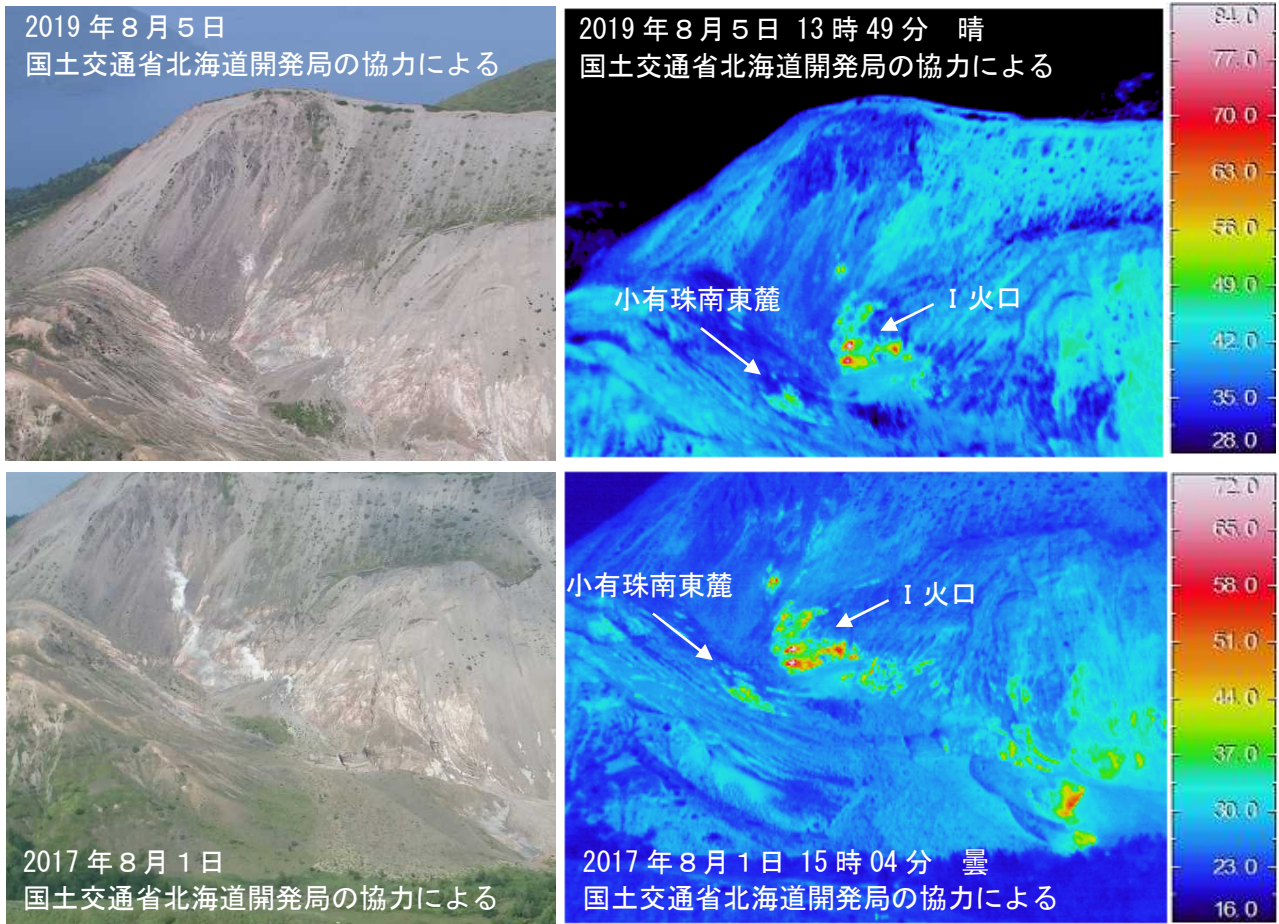 2019年８月５日
国土交通省北海道開発局の協力による
2019年８月５日 13時49分　晴
国土交通省北海道開発局の協力による
小有珠南東麓
Ｉ火口
84.0
77.0
70.0
63.0
56.0
49.0
42.0
35.0
28.0
小有珠南東麓
Ｉ火口
72.0
65.0
58.0
51.0
44.0
37.0
30.0
23.0
16.0
2017年８月１日
国土交通省北海道開発局の協力による
2017年８月１日 15時04分　曇
国土交通省北海道開発局の協力による